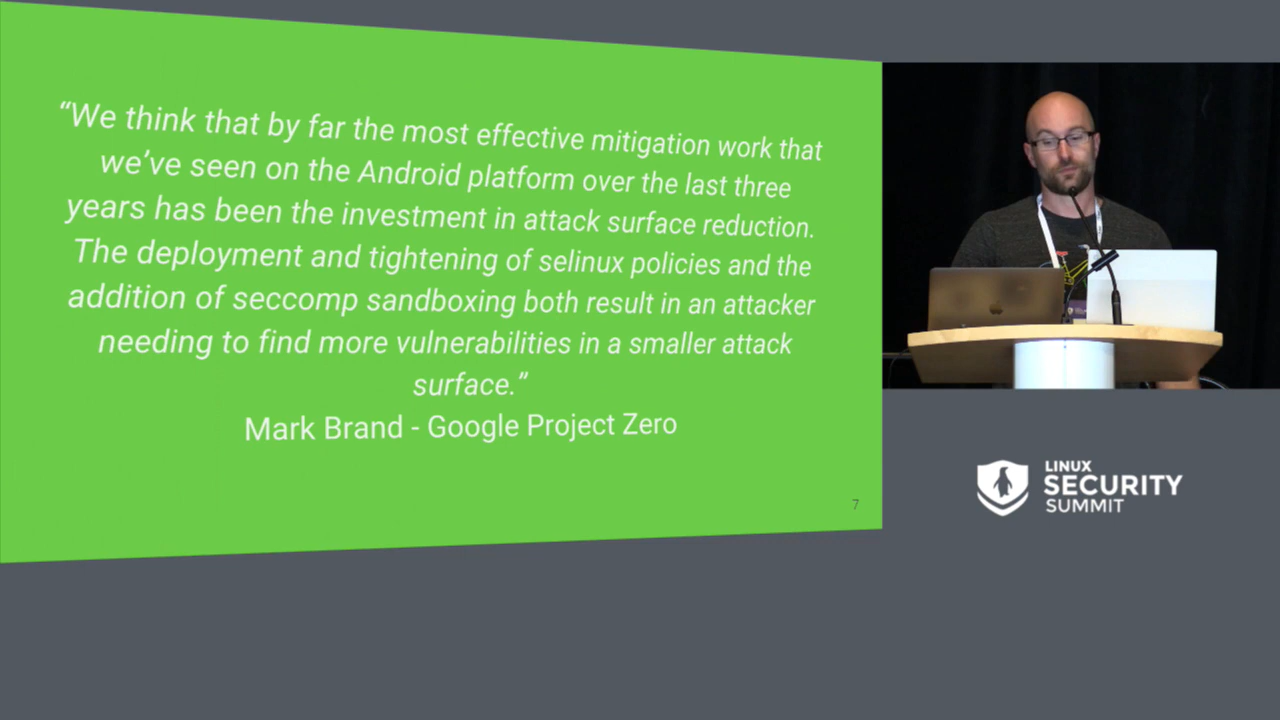 “We think that by far the most effective mitigation work that
we’ve seen on the Android platform over the last three
years has been the investment in attack surface reduction.
The deployment and tightening of selinux policies and the
addition of seccomp sandboxing both result in an attacker
needing to find more vulnerabilities in a smaller attack
surface.”
Mark Brand - Google Project Zero
7
LINUX
SECURITY
SUMMIT